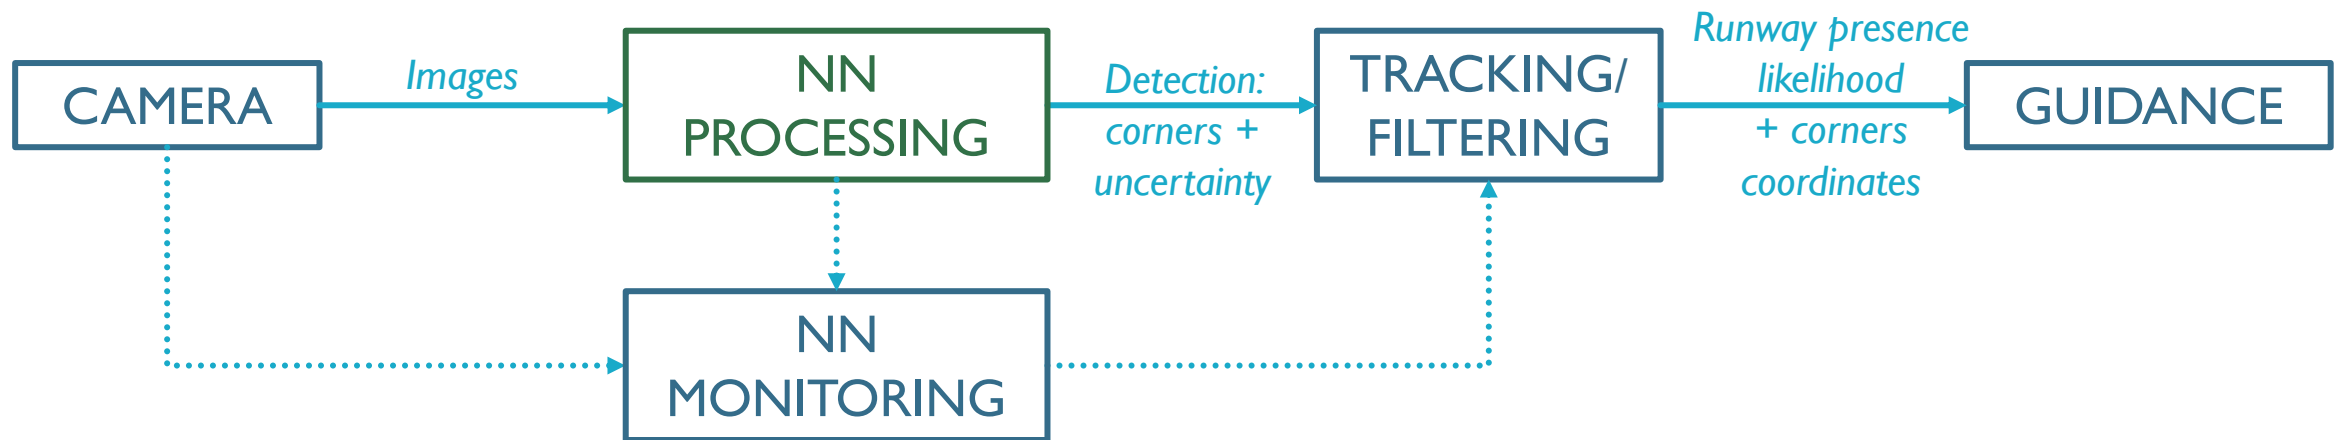 CAMERA
Images
NN
PROCESSING
Detection:
corners +
uncertainty
TRACKING/
FILTERING
Runway presence
likelihood
+ corners
coordinates
GUIDANCE
NN
MONITORING